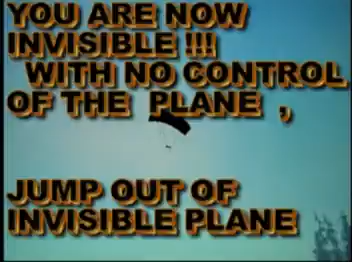 YOU ARE NOW
INVISIBLE !!!
WITH NO CONTROL
OF THE PLANE ,
JUMP OUT OF
INVISIBLE PLANE